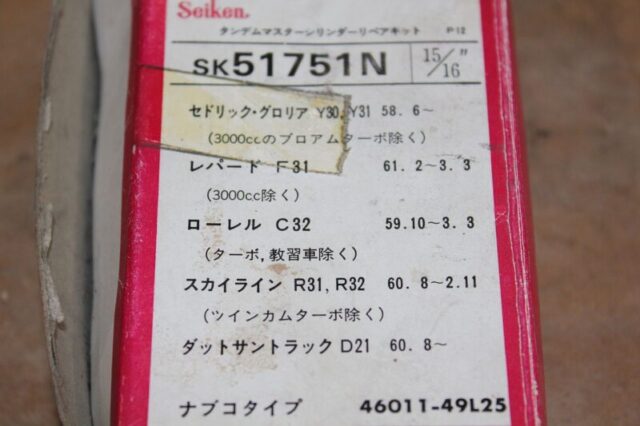 Seiken.
タンデムマスターシリンダーリペアキット P12
SK51751N 15/16"
セドリック・グロリア Y30, Y31 58. 6~
(3000ccのブロアムターボ除く)
レパード F31 61. 2~3. 3
(3000cc除く)
ローレル C32 59.10~3. 3
(ターボ,教習車除く)
スカイライン R31, R32 60. 8~2.11
(ツインカムターボ除く)
ダットサントラック D21 60. 8~
ナブコタイプ 46011-49L25